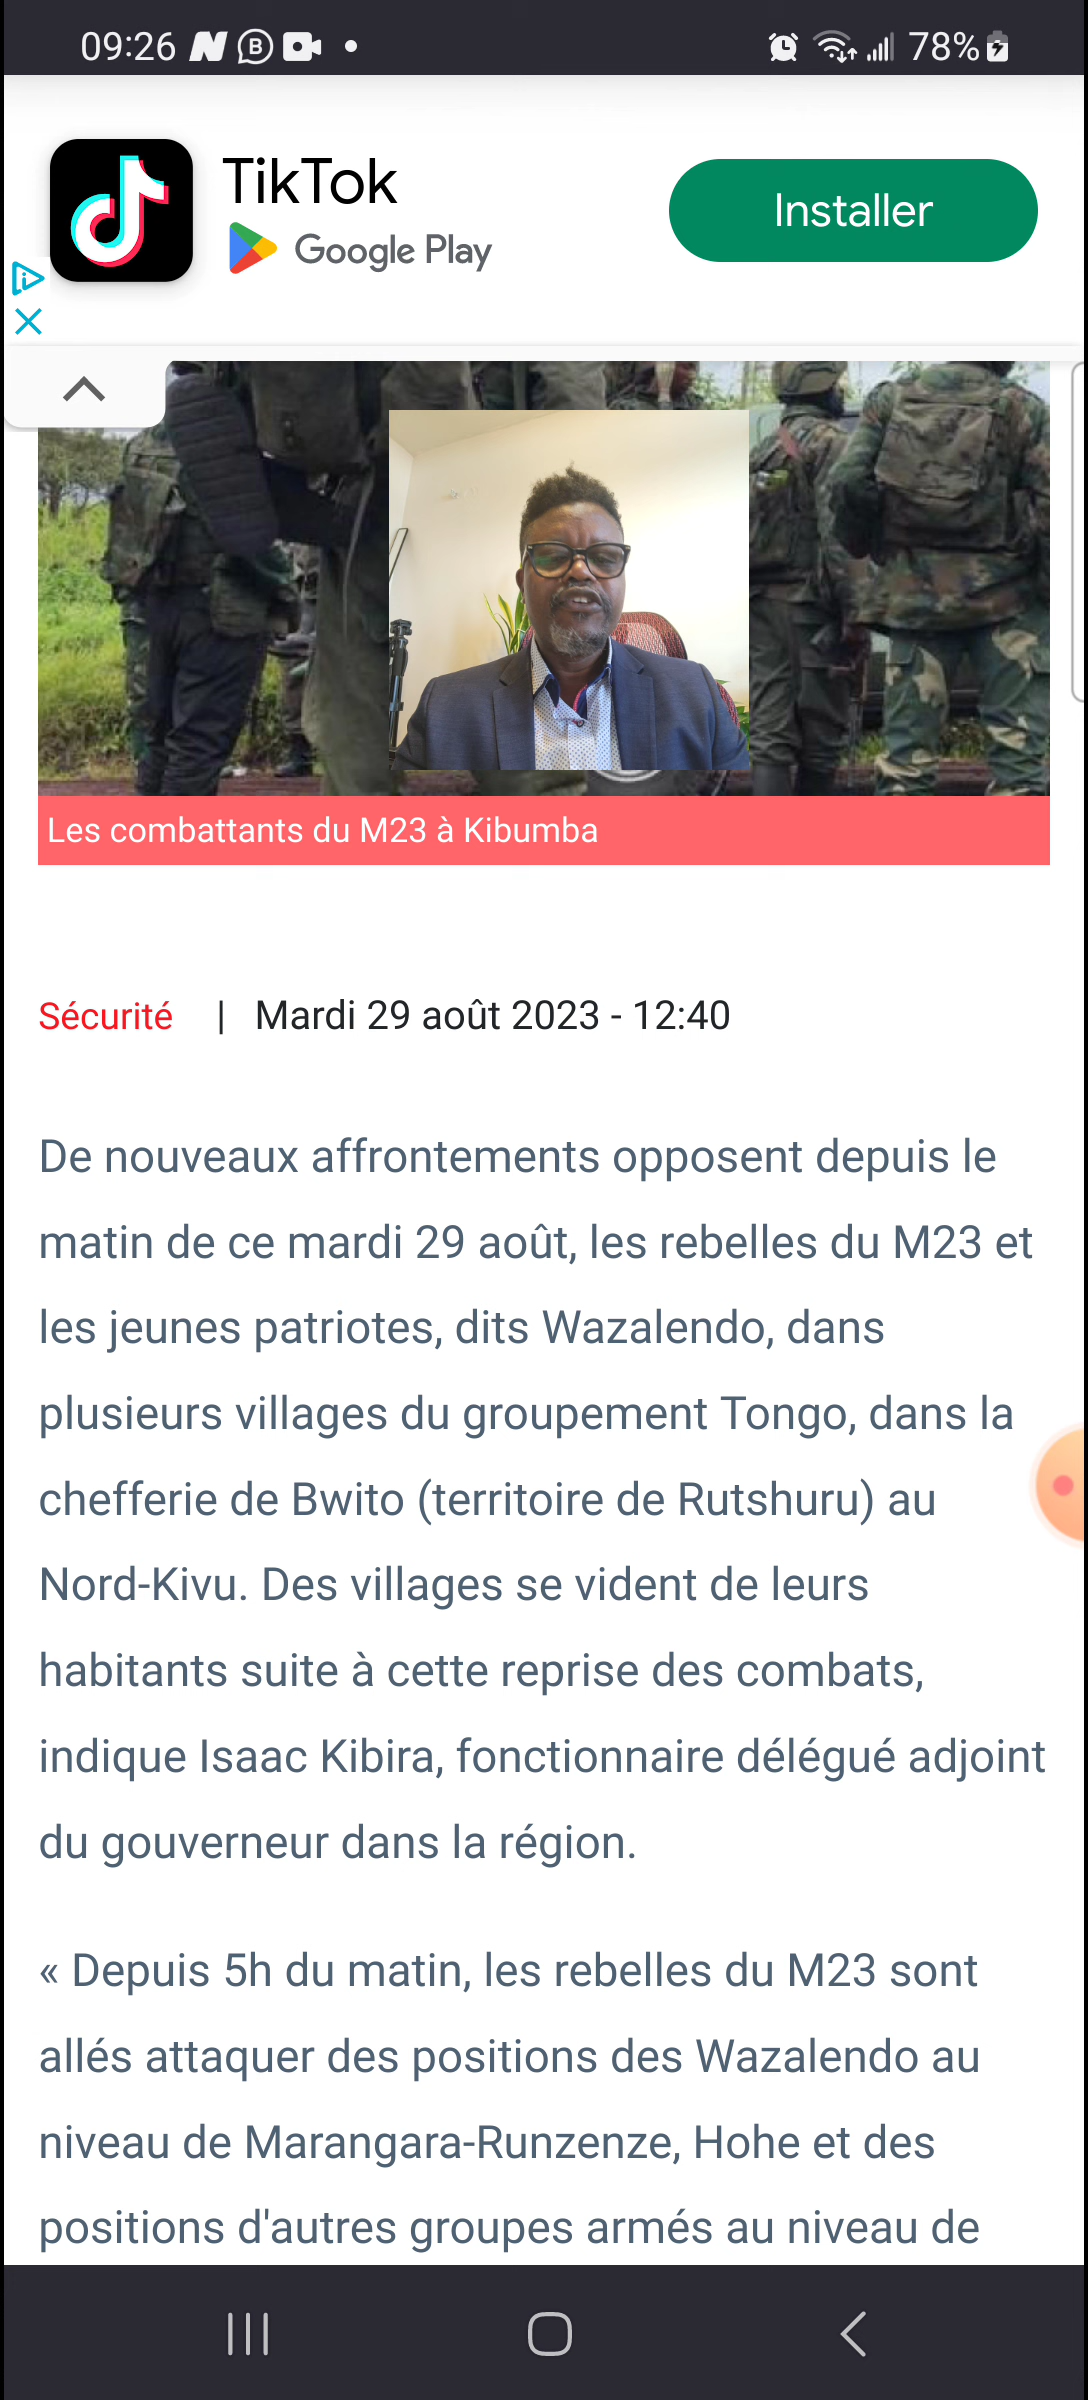 09:26
78%
TikTok
Google Play
Installer
Les combattants du M23 à Kibumba
Sécurité | Mardi 29 août 2023 - 12:40
De nouveaux affrontements opposent depuis le
matin de ce mardi 29 août, les rebelles du M23 et
les jeunes patriotes, dits Wazalendo, dans
plusieurs villages du groupement Tongo, dans la
chefferie de Bwito (territoire de Rutshuru) au
Nord-Kivu. Des villages se vident de leurs
habitants suite à cette reprise des combats,
indique Isaac Kibira, fonctionnaire délégué adjoint
du gouverneur dans la région.
« Depuis 5h du matin, les rebelles du M23 sont
allés attaquer des positions des Wazalendo au
niveau de Marangara-Runzenze, Hohe et des
positions d'autres groupes armés au niveau de